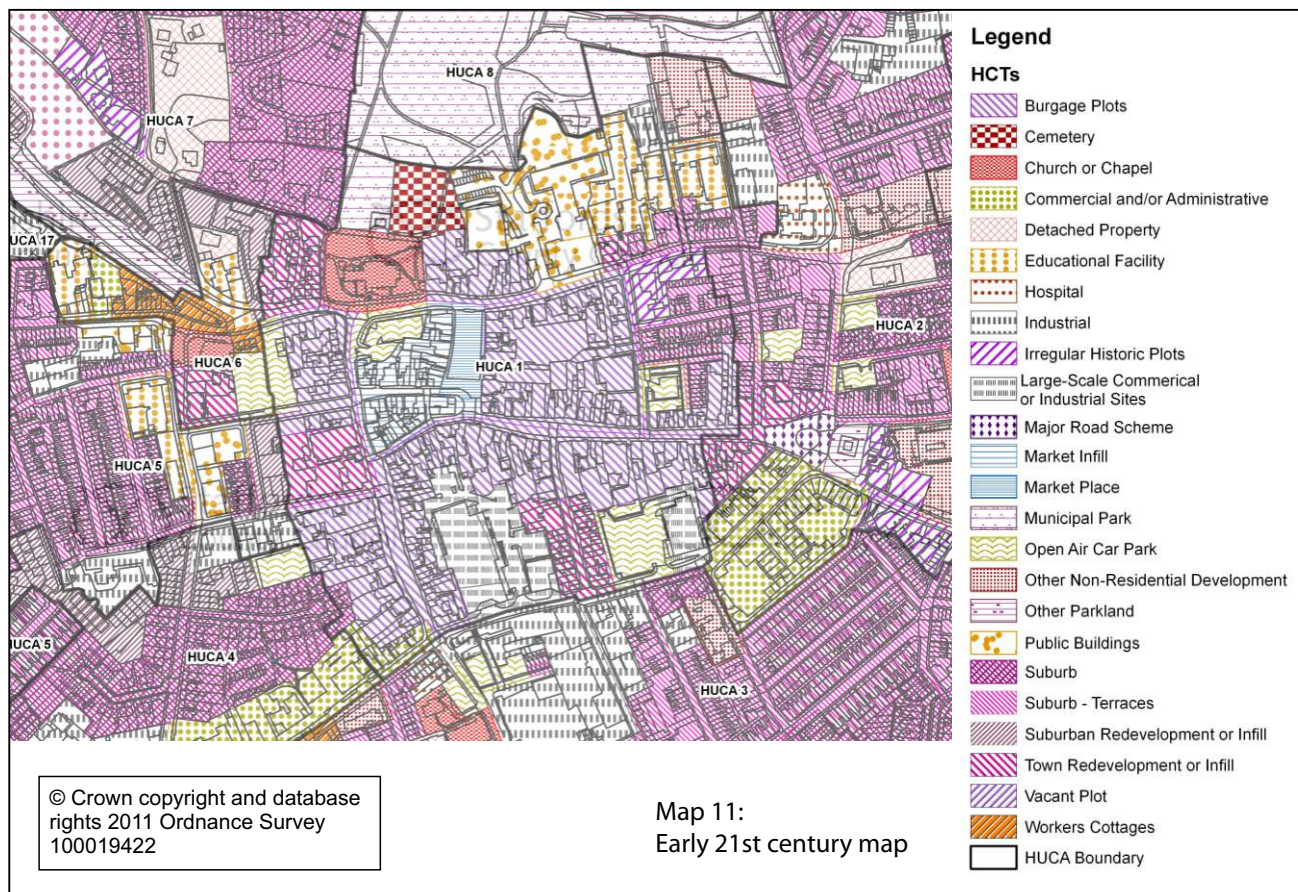 HUCA 8
HUCA 7
HUCA 17
HUCA 2
HUCA 6
HUCA 1
HUCA 5
HUCA 5
HUCA 4
HUCA 3
© Crown copyright and database
rights 2011 Ordnance Survey
100019422
Map 11:
Early 21st century map
Legend
HCTs
Burgage Plots
Cemetery
Church or Chapel
Commercial and/or Administrative
Detached Property
Educational Facility
Hospital
Industrial
Irregular Historic Plots
Large-Scale Commerical
or Industrial Sites
Major Road Scheme
Market Infill
Market Place
Municipal Park
Open Air Car Park
Other Non-Residential Development
Other Parkland
Public Buildings
Suburb
Suburb - Terraces
Suburban Redevelopment or Infill
Town Redevelopment or Infill
Vacant Plot
Workers Cottages
HUCA Boundary